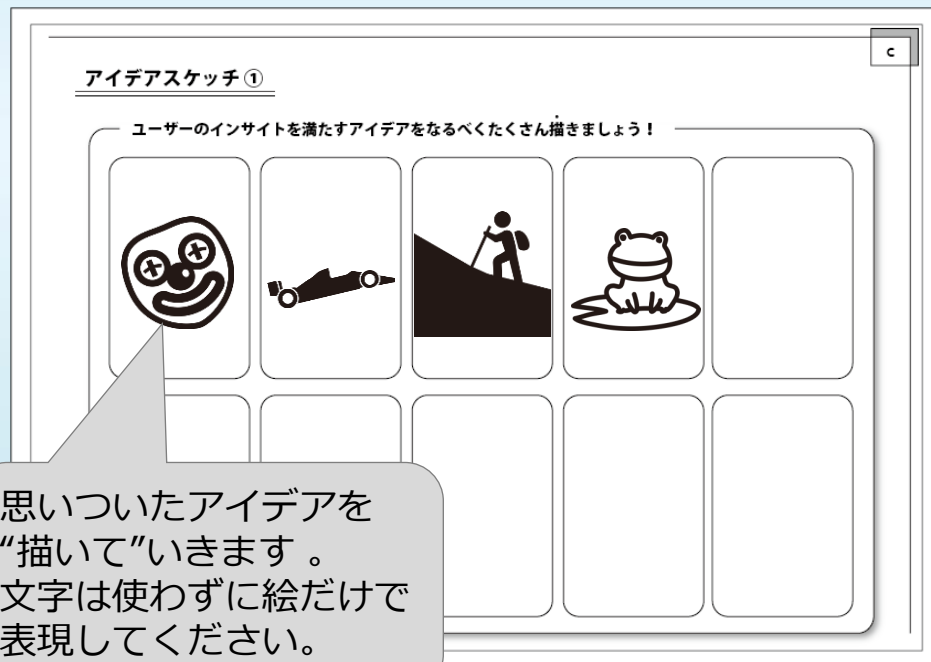 c
アイデアスケッチ①
ユーザーのインサイトを満たすアイデアをなるべくたくさん描きましょう！
思いついたアイデアを
“描いて”いきます 。
文字は使わずに絵だけで
表現してください。